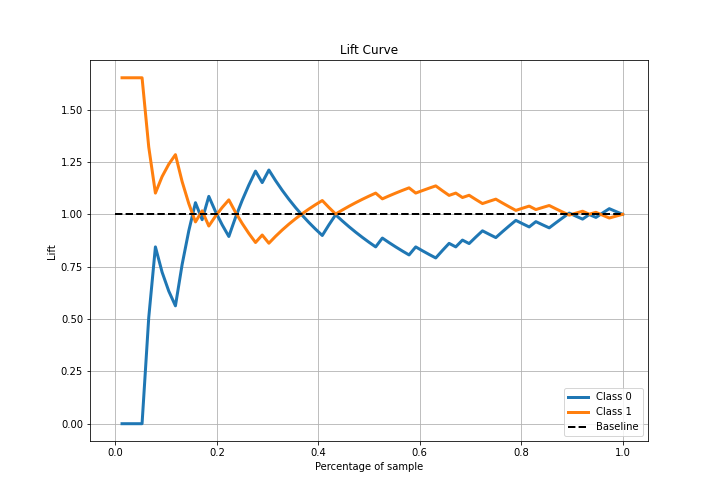 Lift Curve
Lift
1.50
1.25
1.00
0.75
0.50
0.25
0.00
0.0 0.2 0.4 0.6 0.8 1.0
Percentage of sample
Class 0
Class 1
Baseline